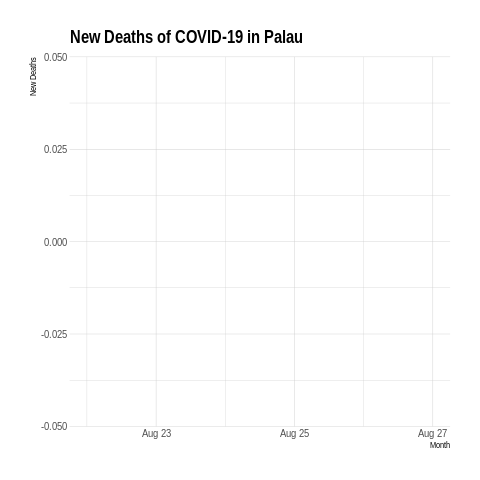 New Deaths of COVID-19 in Palau
New Deaths
0.050
0.025
0.000
-0.025
-0.050
Aug 23 Aug 25 Aug 27
Month